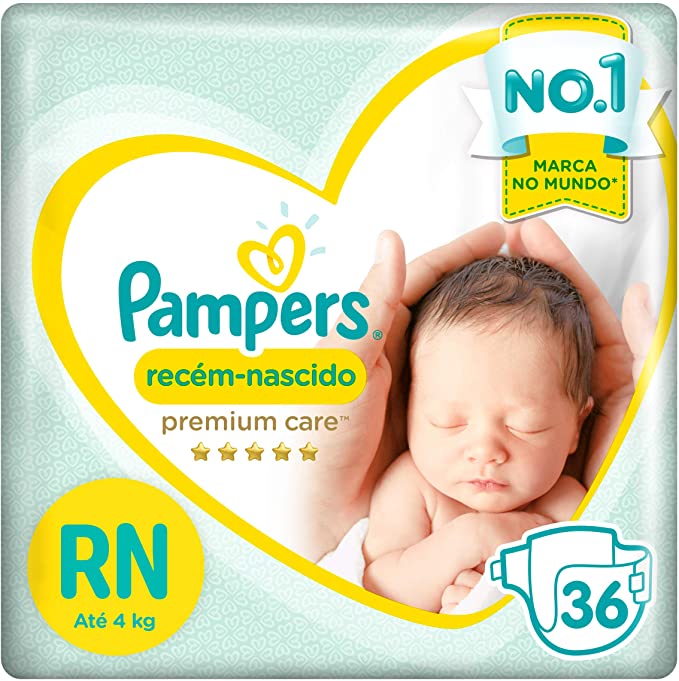 NO.1
MARCA
NO MUNDO*
Pampers®
recém-nascido
premium care™
RN
Até 4 kg
36